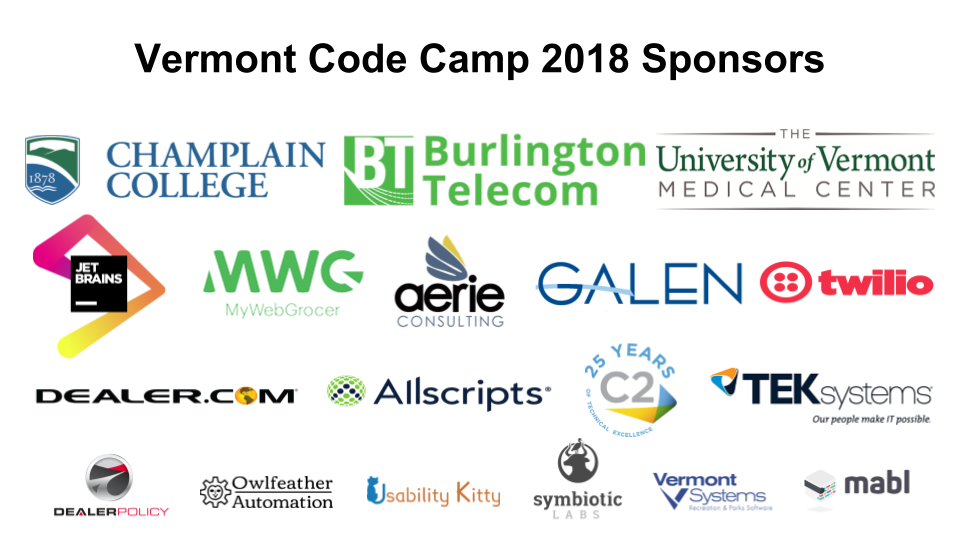 Vermont Code Camp 2018 Sponsors
1878
CHAMPLAIN
COLLEGE
BT
Burlington
Telecom
THE
University of Vermont
MEDICAL CENTER
JET
BRAINS
MWG
MyWebGrocer
aerie
CONSULTING
GALEN
twilio
DEALER.COM
Allscripts®
25 YEARS
C2
OF TECHNICAL EXCELLENCE
TEKsystems
Our people make IT possible.
DEALERPOLICY
Owlfeather
Automation
Usability Kitty
symbiotic
LABS
Vermont
Systems
Recreation & Parks Software
mabl